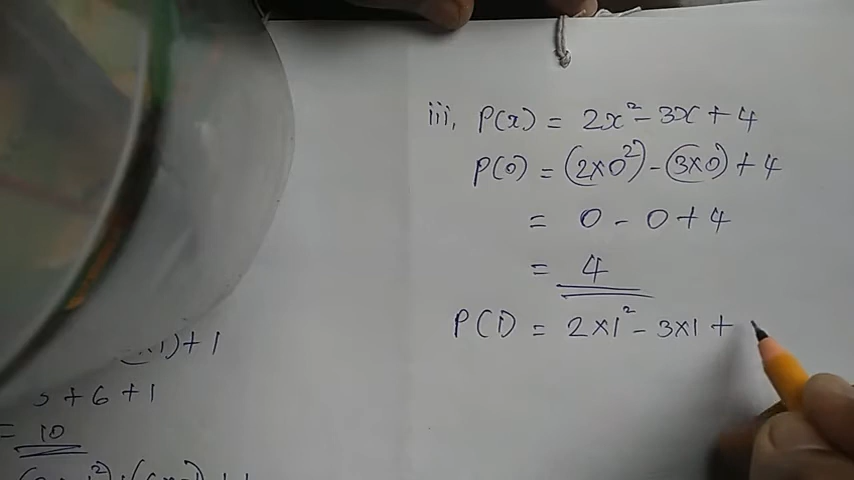 iii, P(x) = 2x² - 3x + 4
P(0) = (2×0²) - (3×0) + 4
= 0 - 0 + 4
= 4
P(1) = 2×1² - 3×1 +
1) + 1
+ 6 + 1
= 10